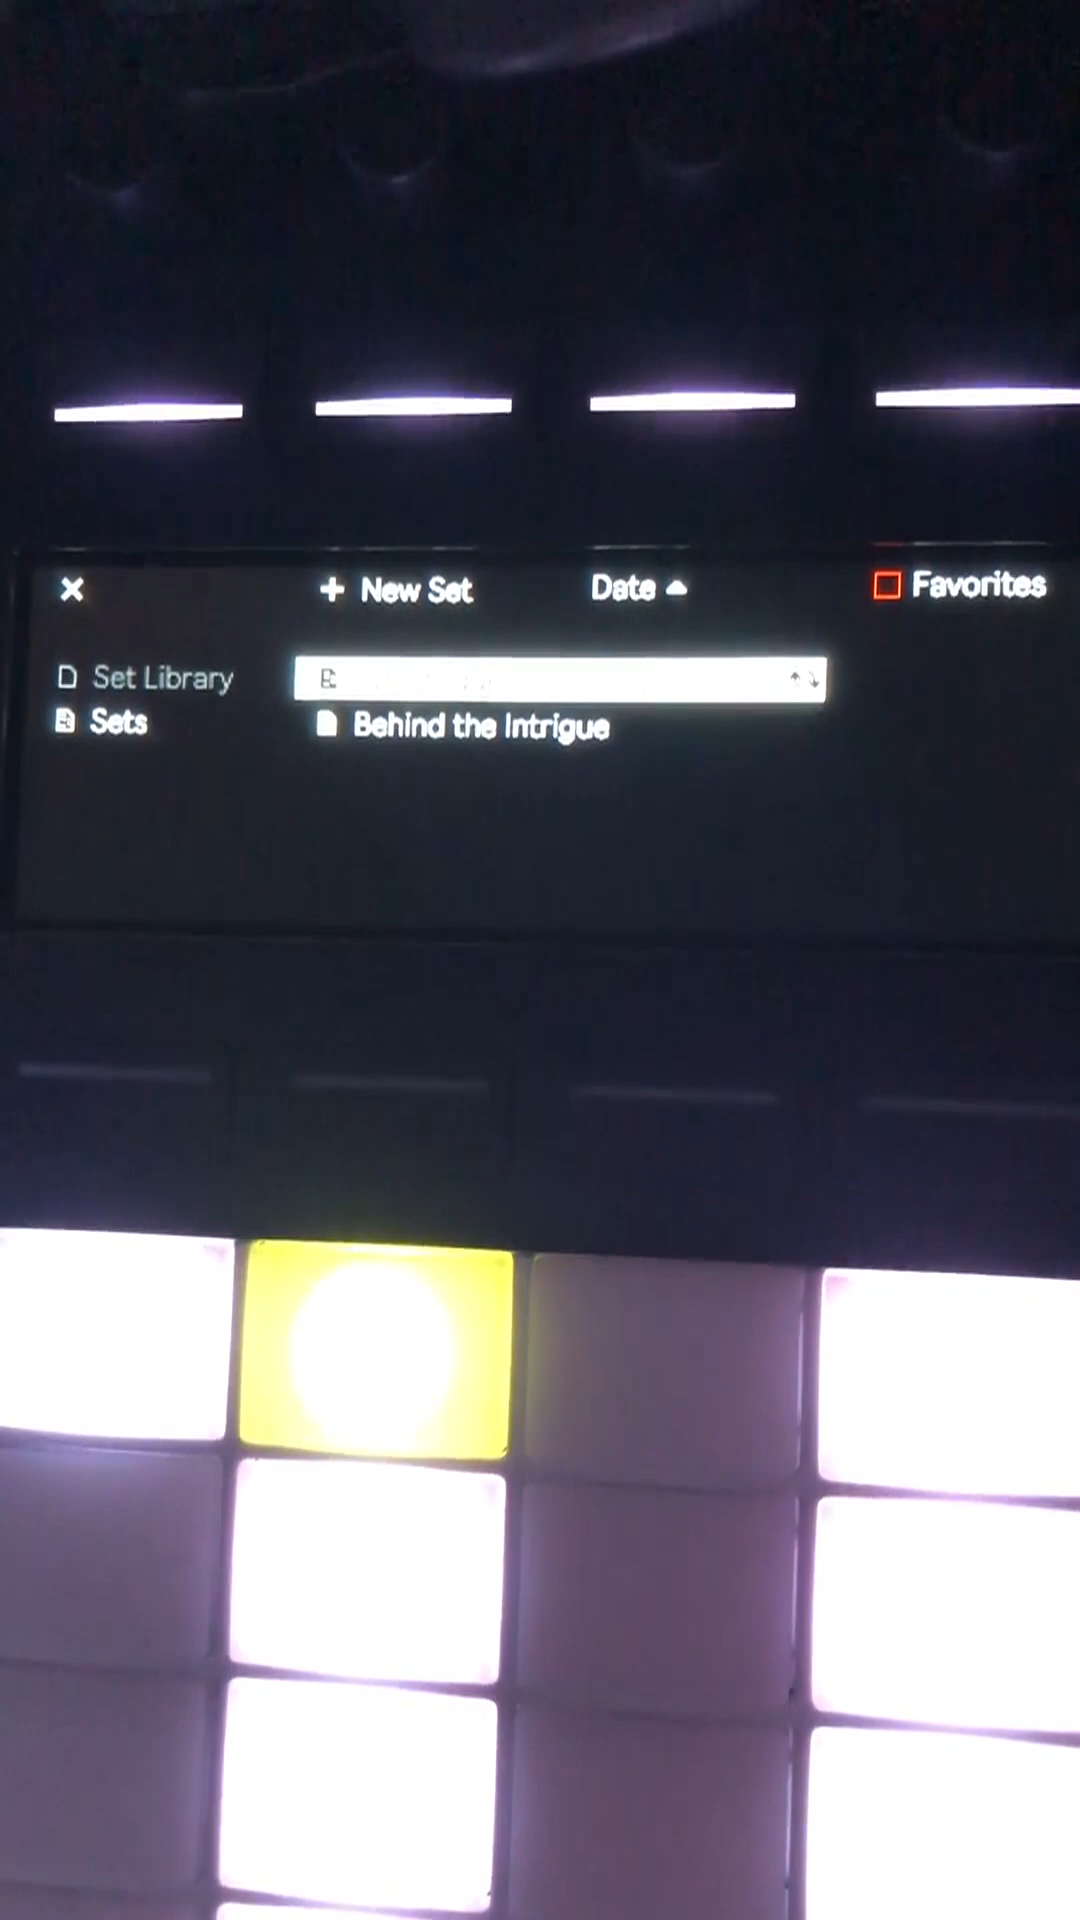 New Set
Date
Favorites
Set Library
Sets
Behind the Intrigue